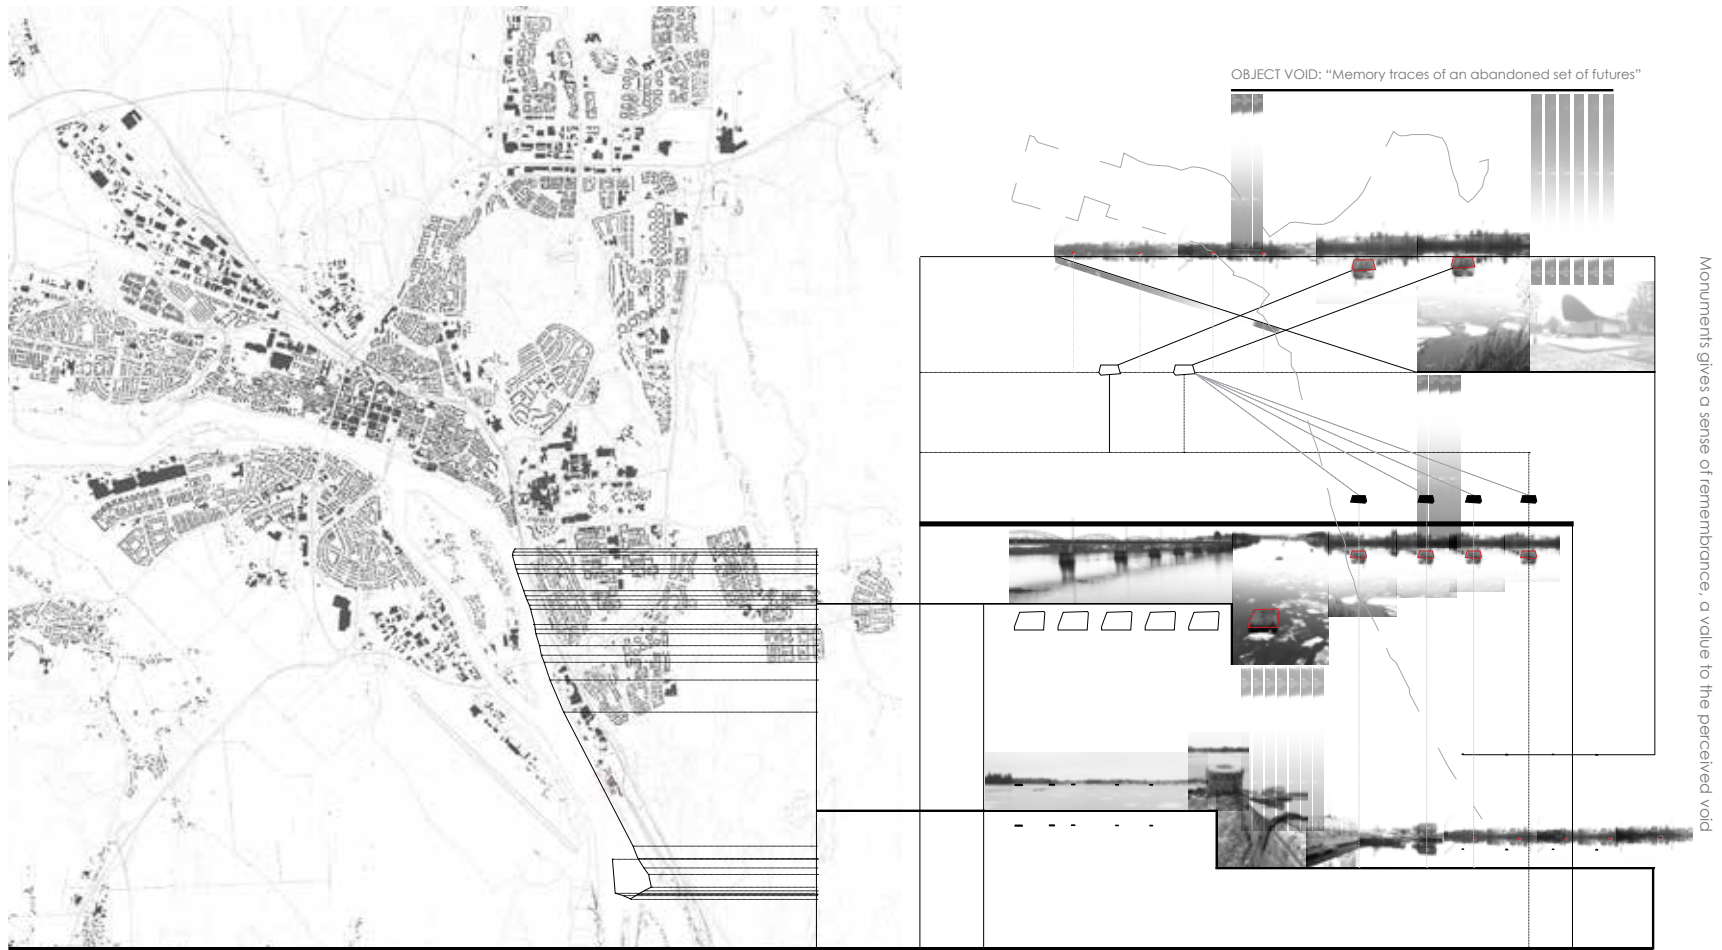 OBJECT VOID: “Memory traces of an abandoned set of futures”
Monuments gives a sense of remembrance, a value to the perceived void